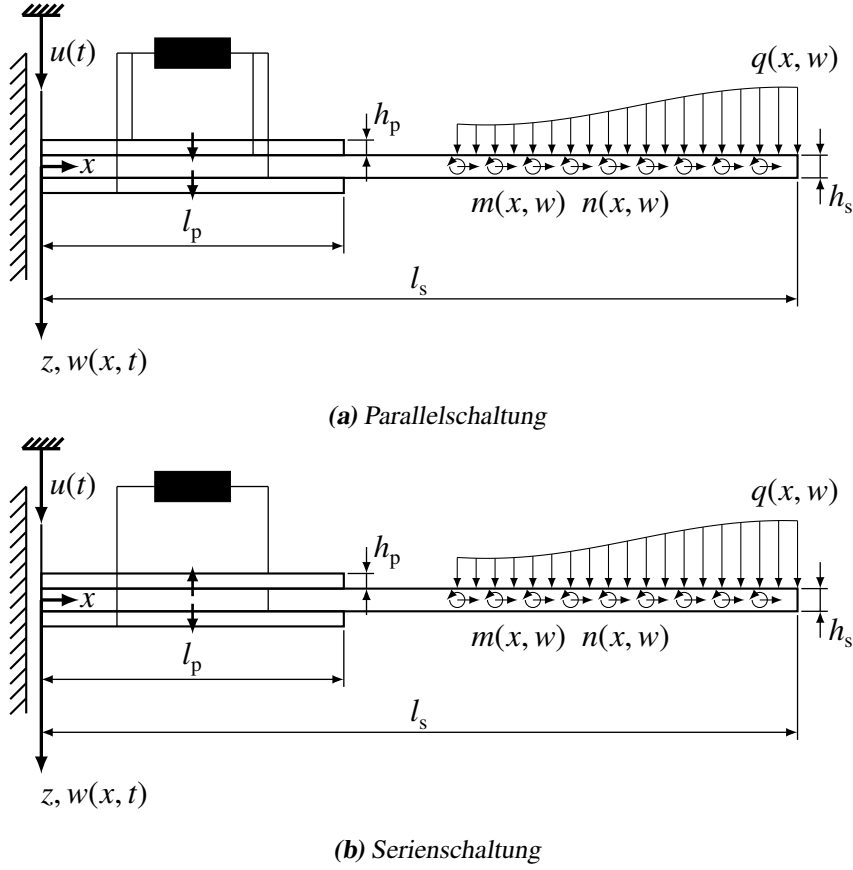 u(t)
q(x, w)
h_p
x
m(x, w) n(x, w)
h_s
l_p
l_s
z, w(x, t)
(a) Parallelschaltung
u(t)
q(x, w)
h_p
x
m(x, w) n(x, w)
h_s
l_p
l_s
z, w(x, t)
(b) Serienschaltung